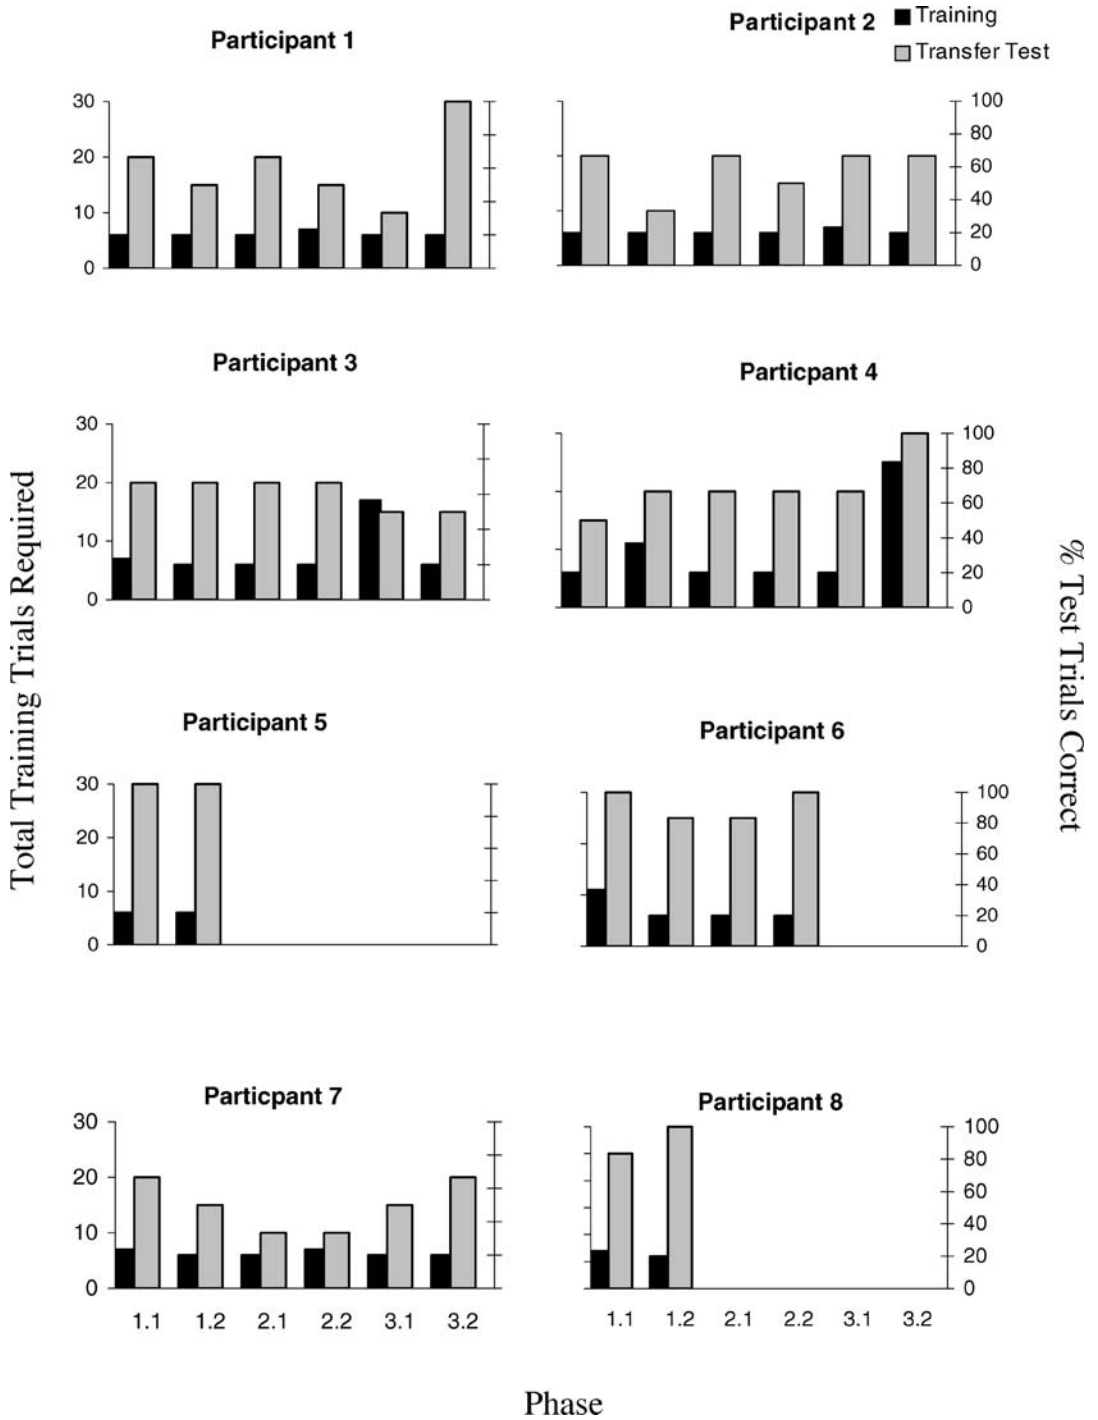 Participant 1
Participant 2
Training
Transfer Test
30
20
10
0
100
80
60
40
20
0
Participant 3
Particpant 4
30
20
10
0
100
80
60
40
20
0
Total Training Trials Required
% Test Trials Correct
Participant 5
Participant 6
30
20
10
0
100
80
60
40
20
0
Particpant 7
Participant 8
30
20
10
0
100
80
60
40
20
0
1.1 1.2 2.1 2.2 3.1 3.2
1.1 1.2 2.1 2.2 3.1 3.2
Phase